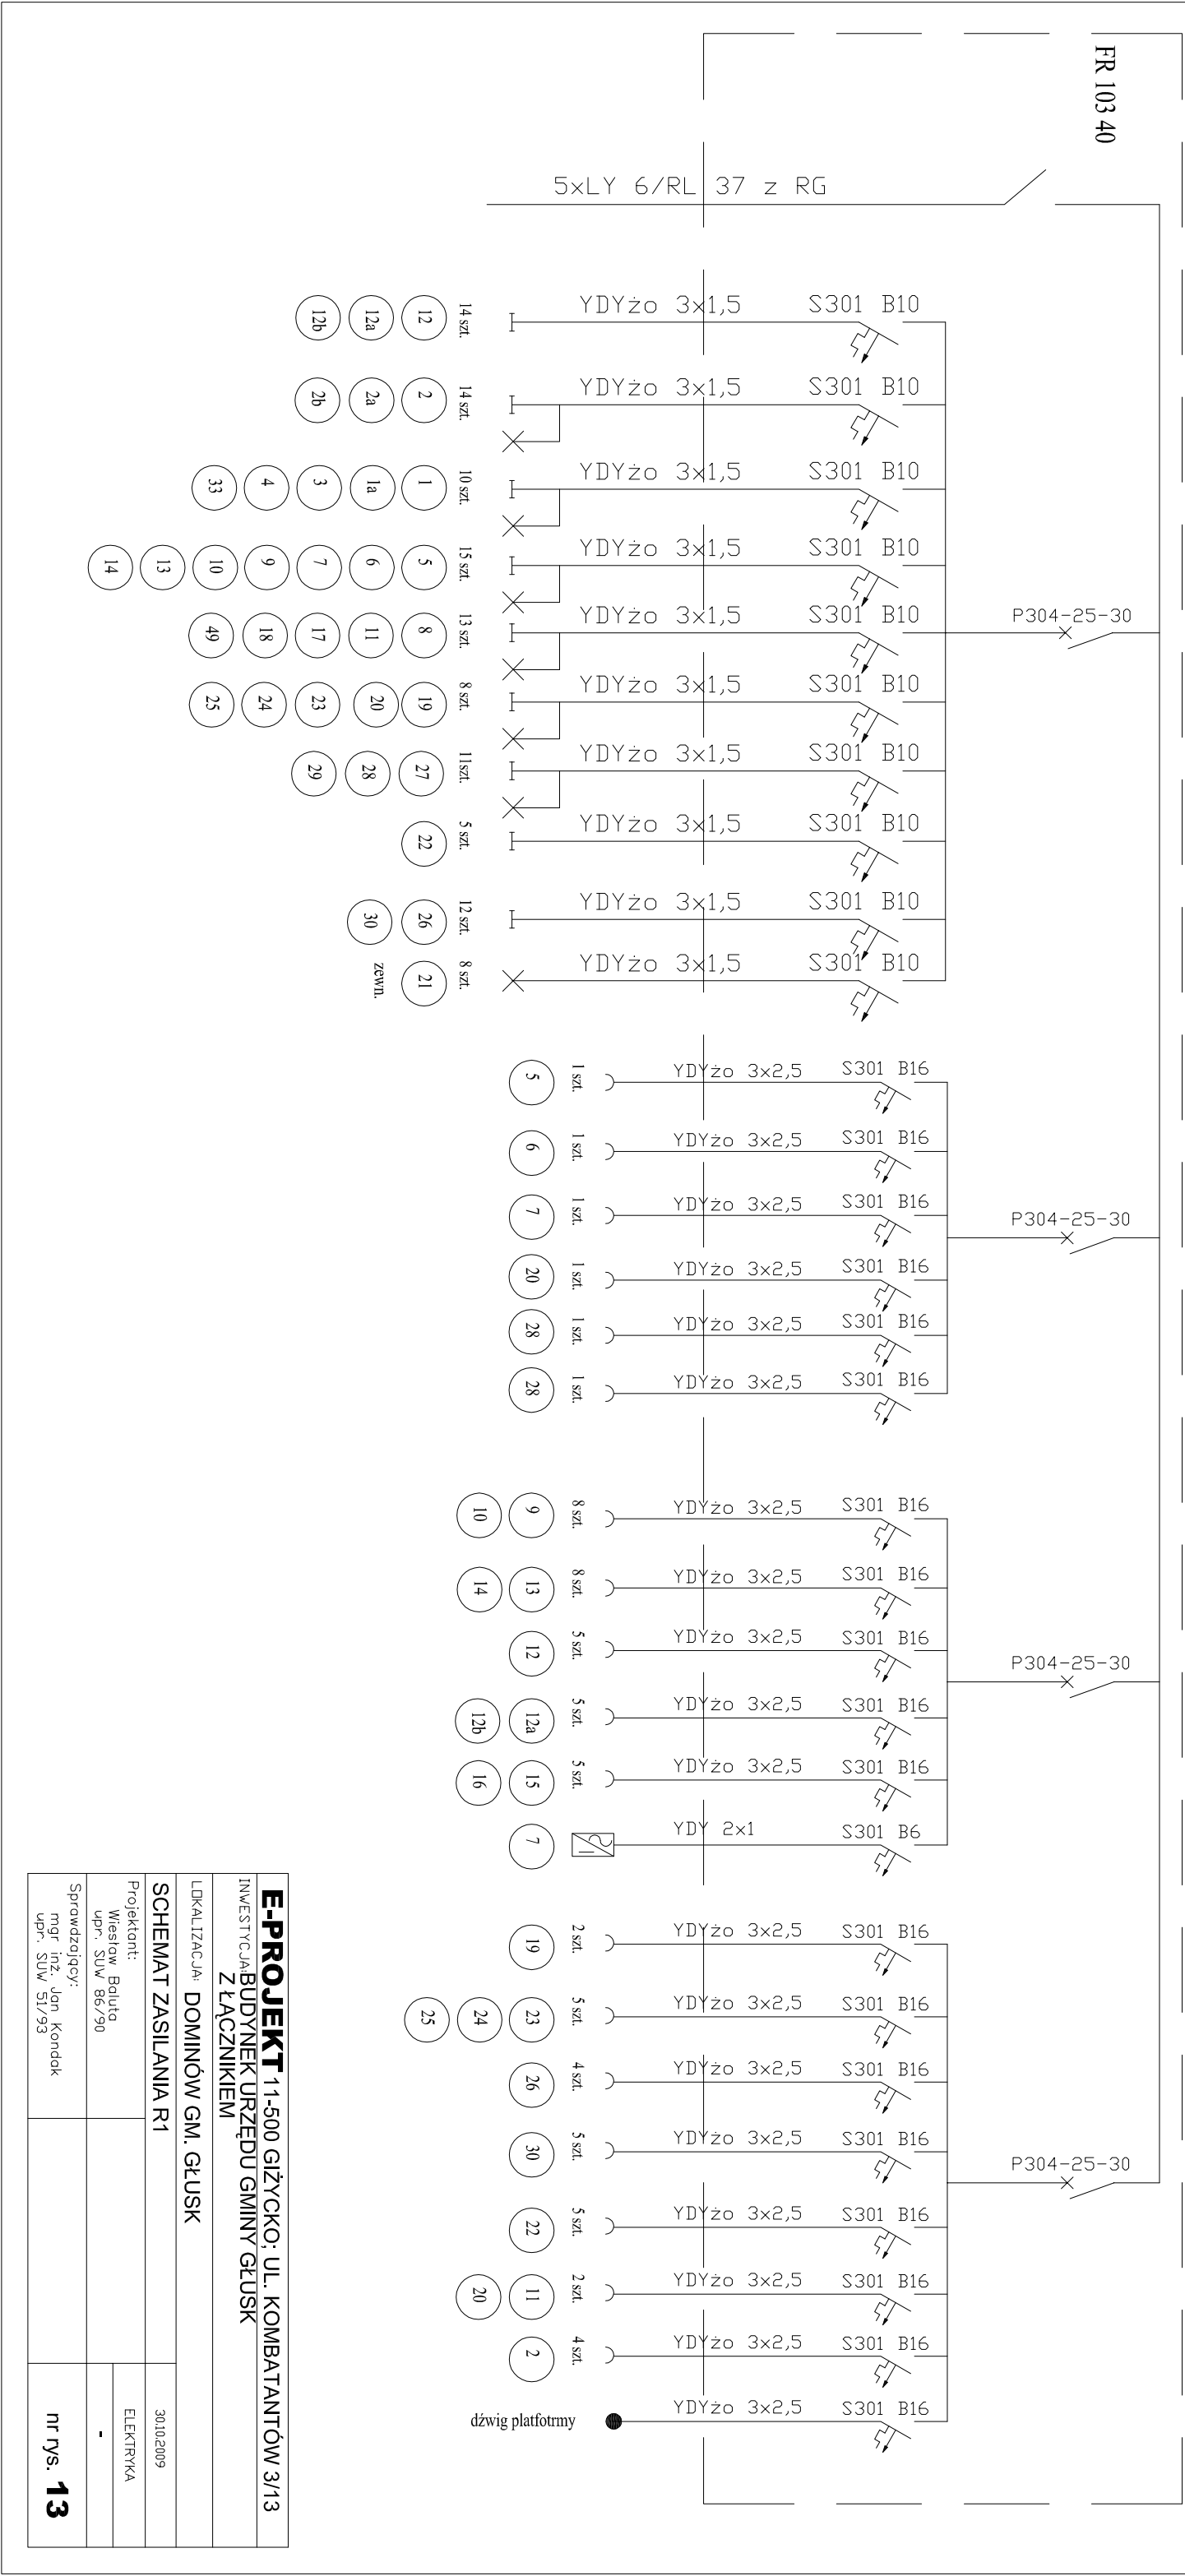 FR 103 40
5xLY 6/RL 37 z RG
P304-25-30
YDYżo 3x1,5 S301 B10
14 szt. 12 12a 12b
YDYżo 3x1,5 S301 B10
14 szt. 2 2a 2b
YDYżo 3x1,5 S301 B10
10 szt. 1 1a 3 4 33
YDYżo 3x1,5 S301 B10
15 szt. 5 6 7 9 10 13 14
YDYżo 3x1,5 S301 B10
13 szt. 8 11 17 18 49
YDYżo 3x1,5 S301 B10
8 szt. 19 20 23 24 25
YDYżo 3x1,5 S301 B10
11szt. 27 28 29
YDYżo 3x1,5 S301 B10
5 szt. 22
YDYżo 3x1,5 S301 B10
12 szt. 26 30
YDYżo 3x1,5 S301 B10
8 szt. 21 zewn.
P304-25-30
YDYżo 3x2,5 S301 B16
1 szt. 5
YDYżo 3x2,5 S301 B16
1 szt. 6
YDYżo 3x2,5 S301 B16
1 szt. 7
YDYżo 3x2,5 S301 B16
1 szt. 20
YDYżo 3x2,5 S301 B16
1 szt. 28
YDYżo 3x2,5 S301 B16
1 szt. 28
P304-25-30
YDYżo 3x2,5 S301 B16
8 szt. 9 10
YDYżo 3x2,5 S301 B16
8 szt. 13 14
YDYżo 3x2,5 S301 B16
5 szt. 12
YDYżo 3x2,5 S301 B16
5 szt. 12a 12b
YDYżo 3x2,5 S301 B16
5 szt. 15 16
YDY 2x1 S301 B6
7
P304-25-30
YDYżo 3x2,5 S301 B16
2 szt. 19
YDYżo 3x2,5 S301 B16
5 szt. 23 24 25
YDYżo 3x2,5 S301 B16
4 szt. 26
YDYżo 3x2,5 S301 B16
5 szt. 30
YDYżo 3x2,5 S301 B16
5 szt. 22
YDYżo 3x2,5 S301 B16
2 szt. 11 20
YDYżo 3x2,5 S301 B16
4 szt. 2
YDYżo 3x2,5 S301 B16
dźwig platfotrmy
E-PROJEKT 11-500 GIŻYCKO; UL. KOMBATANTÓW 3/13
INWESTYCJA: BUDYNEK URZĘDU GMINY GŁUSK
Z ŁĄCZNIKIEM
LOKALIZACJA: DOMINÓW GM. GŁUSK
SCHEMAT ZASILANIA R1
30.10.2009
Projektant:
Wiesław Baluta
upr. SUW 86/90
ELEKTRYKA
-
Sprawdzający:
mgr inż. Jan Kondak
upr. SUW 51/93
nr rys. 13